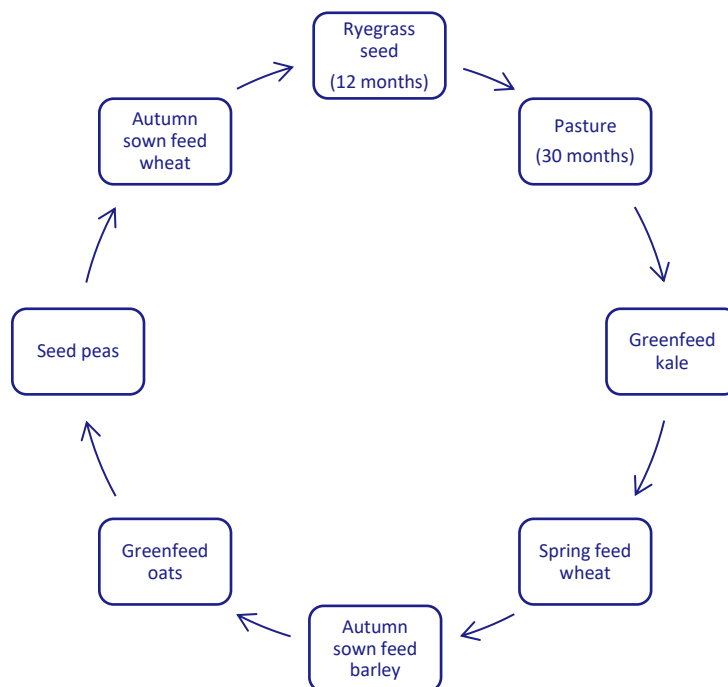 Ryegrass
seed
(12 months)
Pasture
(30 months)
Greenfeed
kale
Spring feed
wheat
Autumn
sown feed
barley
Greenfeed
oats
Seed peas
Autumn
sown feed
wheat